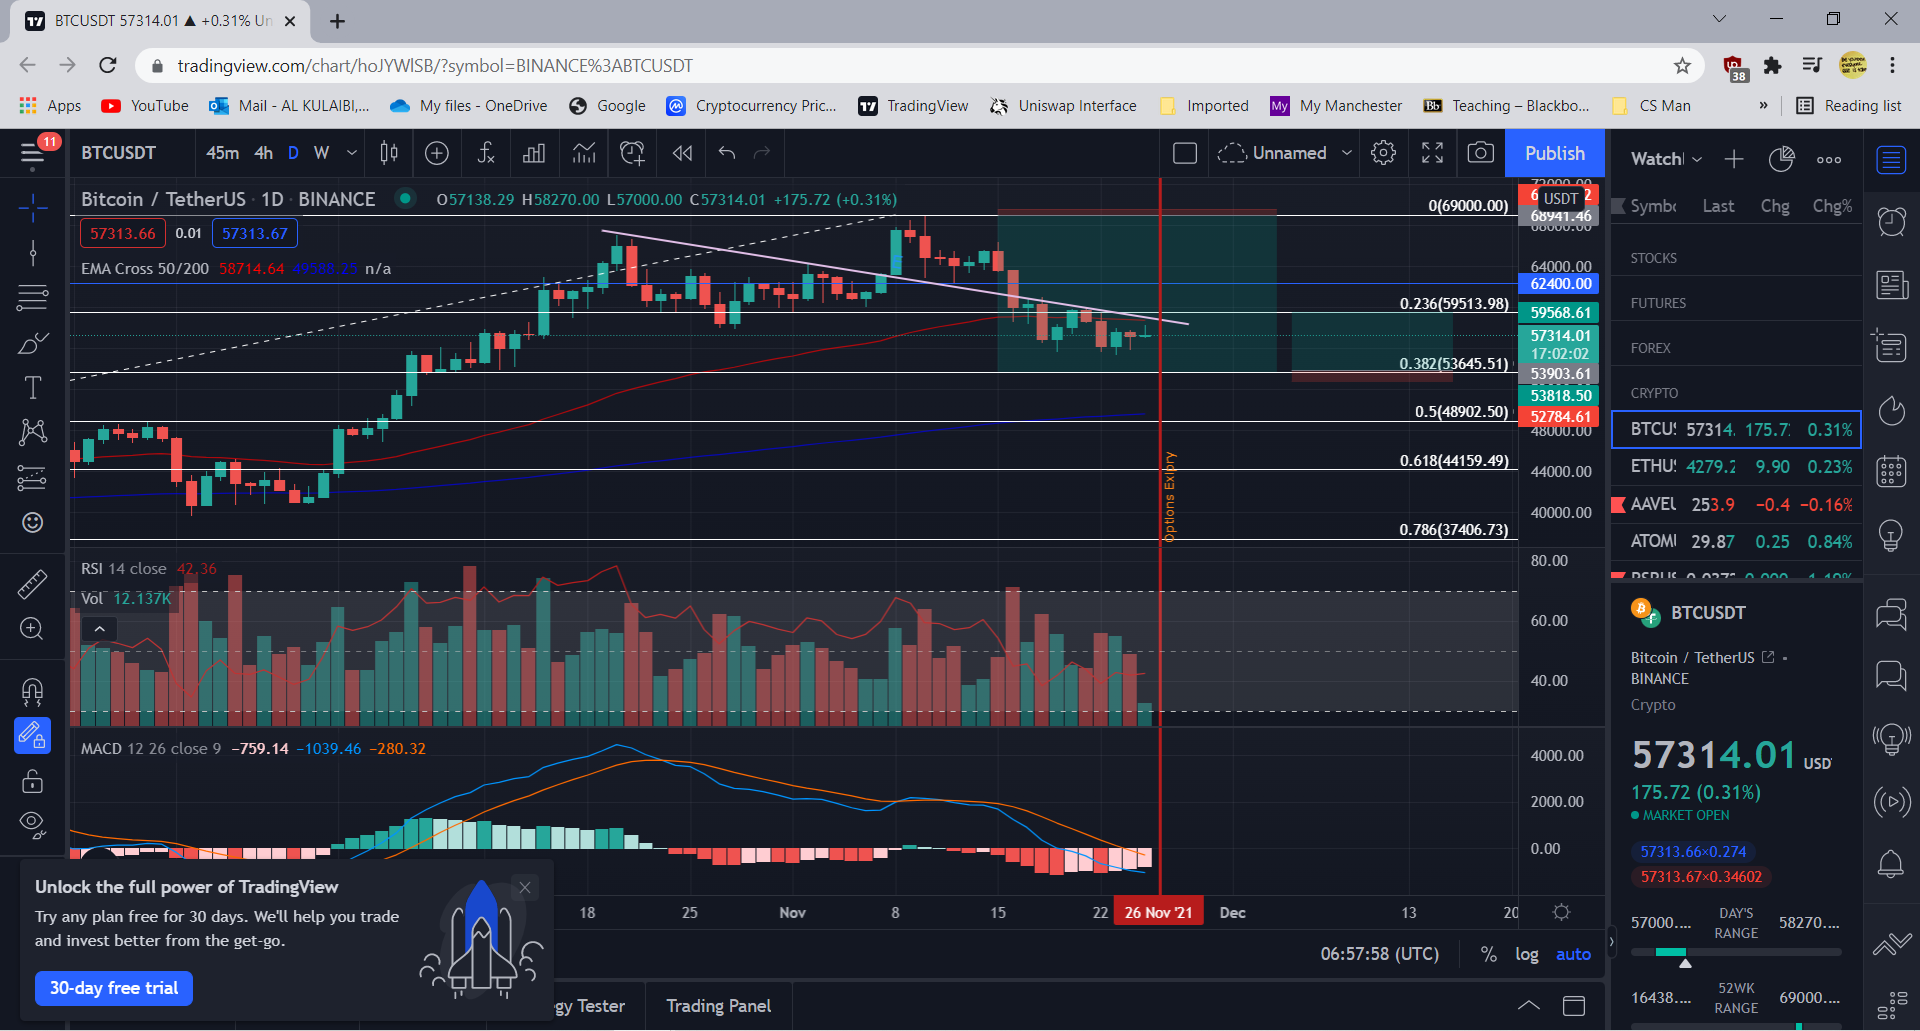 BTCUSDT 57314.01 ▲ +0.31% Un
tradingview.com/chart/hoJYWlSB/?symbol=BINANCE%3ABTCUSDT
38
Apps YouTube Mail - AL KULAIBI,... My files - OneDrive Google Cryptocurrency Pric... TradingView Uniswap Interface Imported My Manchester Teaching – Blackbo... CS Man » Reading list
11 BTCUSDT 45m 4h D W Unnamed Publish
Bitcoin / TetherUS · 1D · BINANCE O57138.29 H58270.00 L57000.00 C57314.01 +175.72 (+0.31%)
57313.66 0.01 57313.67
EMA Cross 50/200 58714.64 n/a
0(69000.00)
0.236(59513.98)
0.382(53645.51)
0.5(48902.50)
0.618(44159.49)
0.786(37406.73)
Options Exipry
USDT
68941.46
68000.00
64000.00
62400.00
59568.61
57314.01
17:02:02
53903.61
53818.50
52784.61
48000.00
44000.00
40000.00
RSI 14 close 42.36
Vol 12.137K
80.00
60.00
40.00
MACD 12 26 close 9 −759.14 −1039.46 −280.32
4000.00
2000.00
0.00
18 25 Nov 8 15 22 26 Nov '21 Dec 13 20
06:57:58 (UTC) % log auto
Unlock the full power of TradingView
Try any plan free for 30 days. We'll help you trade
and invest better from the get-go.
30-day free trial
gy Tester Trading Panel
Watchl
Symbo Last Chg Chg%
STOCKS
FUTURES
FOREX
CRYPTO
BTCUS 57314. 175.7 0.31%
ETHUS 4279.2 9.90 0.23%
AAVEU 253.9 −0.4 −0.16%
ATOMU 29.87 0.25 0.84%
BTCUSDT
Bitcoin / TetherUS
BINANCE
Crypto
57314.01 USD
175.72 (0.31%)
MARKET OPEN
57313.66×0.274
57313.67×0.34602
57000.... DAY'S RANGE 58270....
16438.... 52WK RANGE 69000....